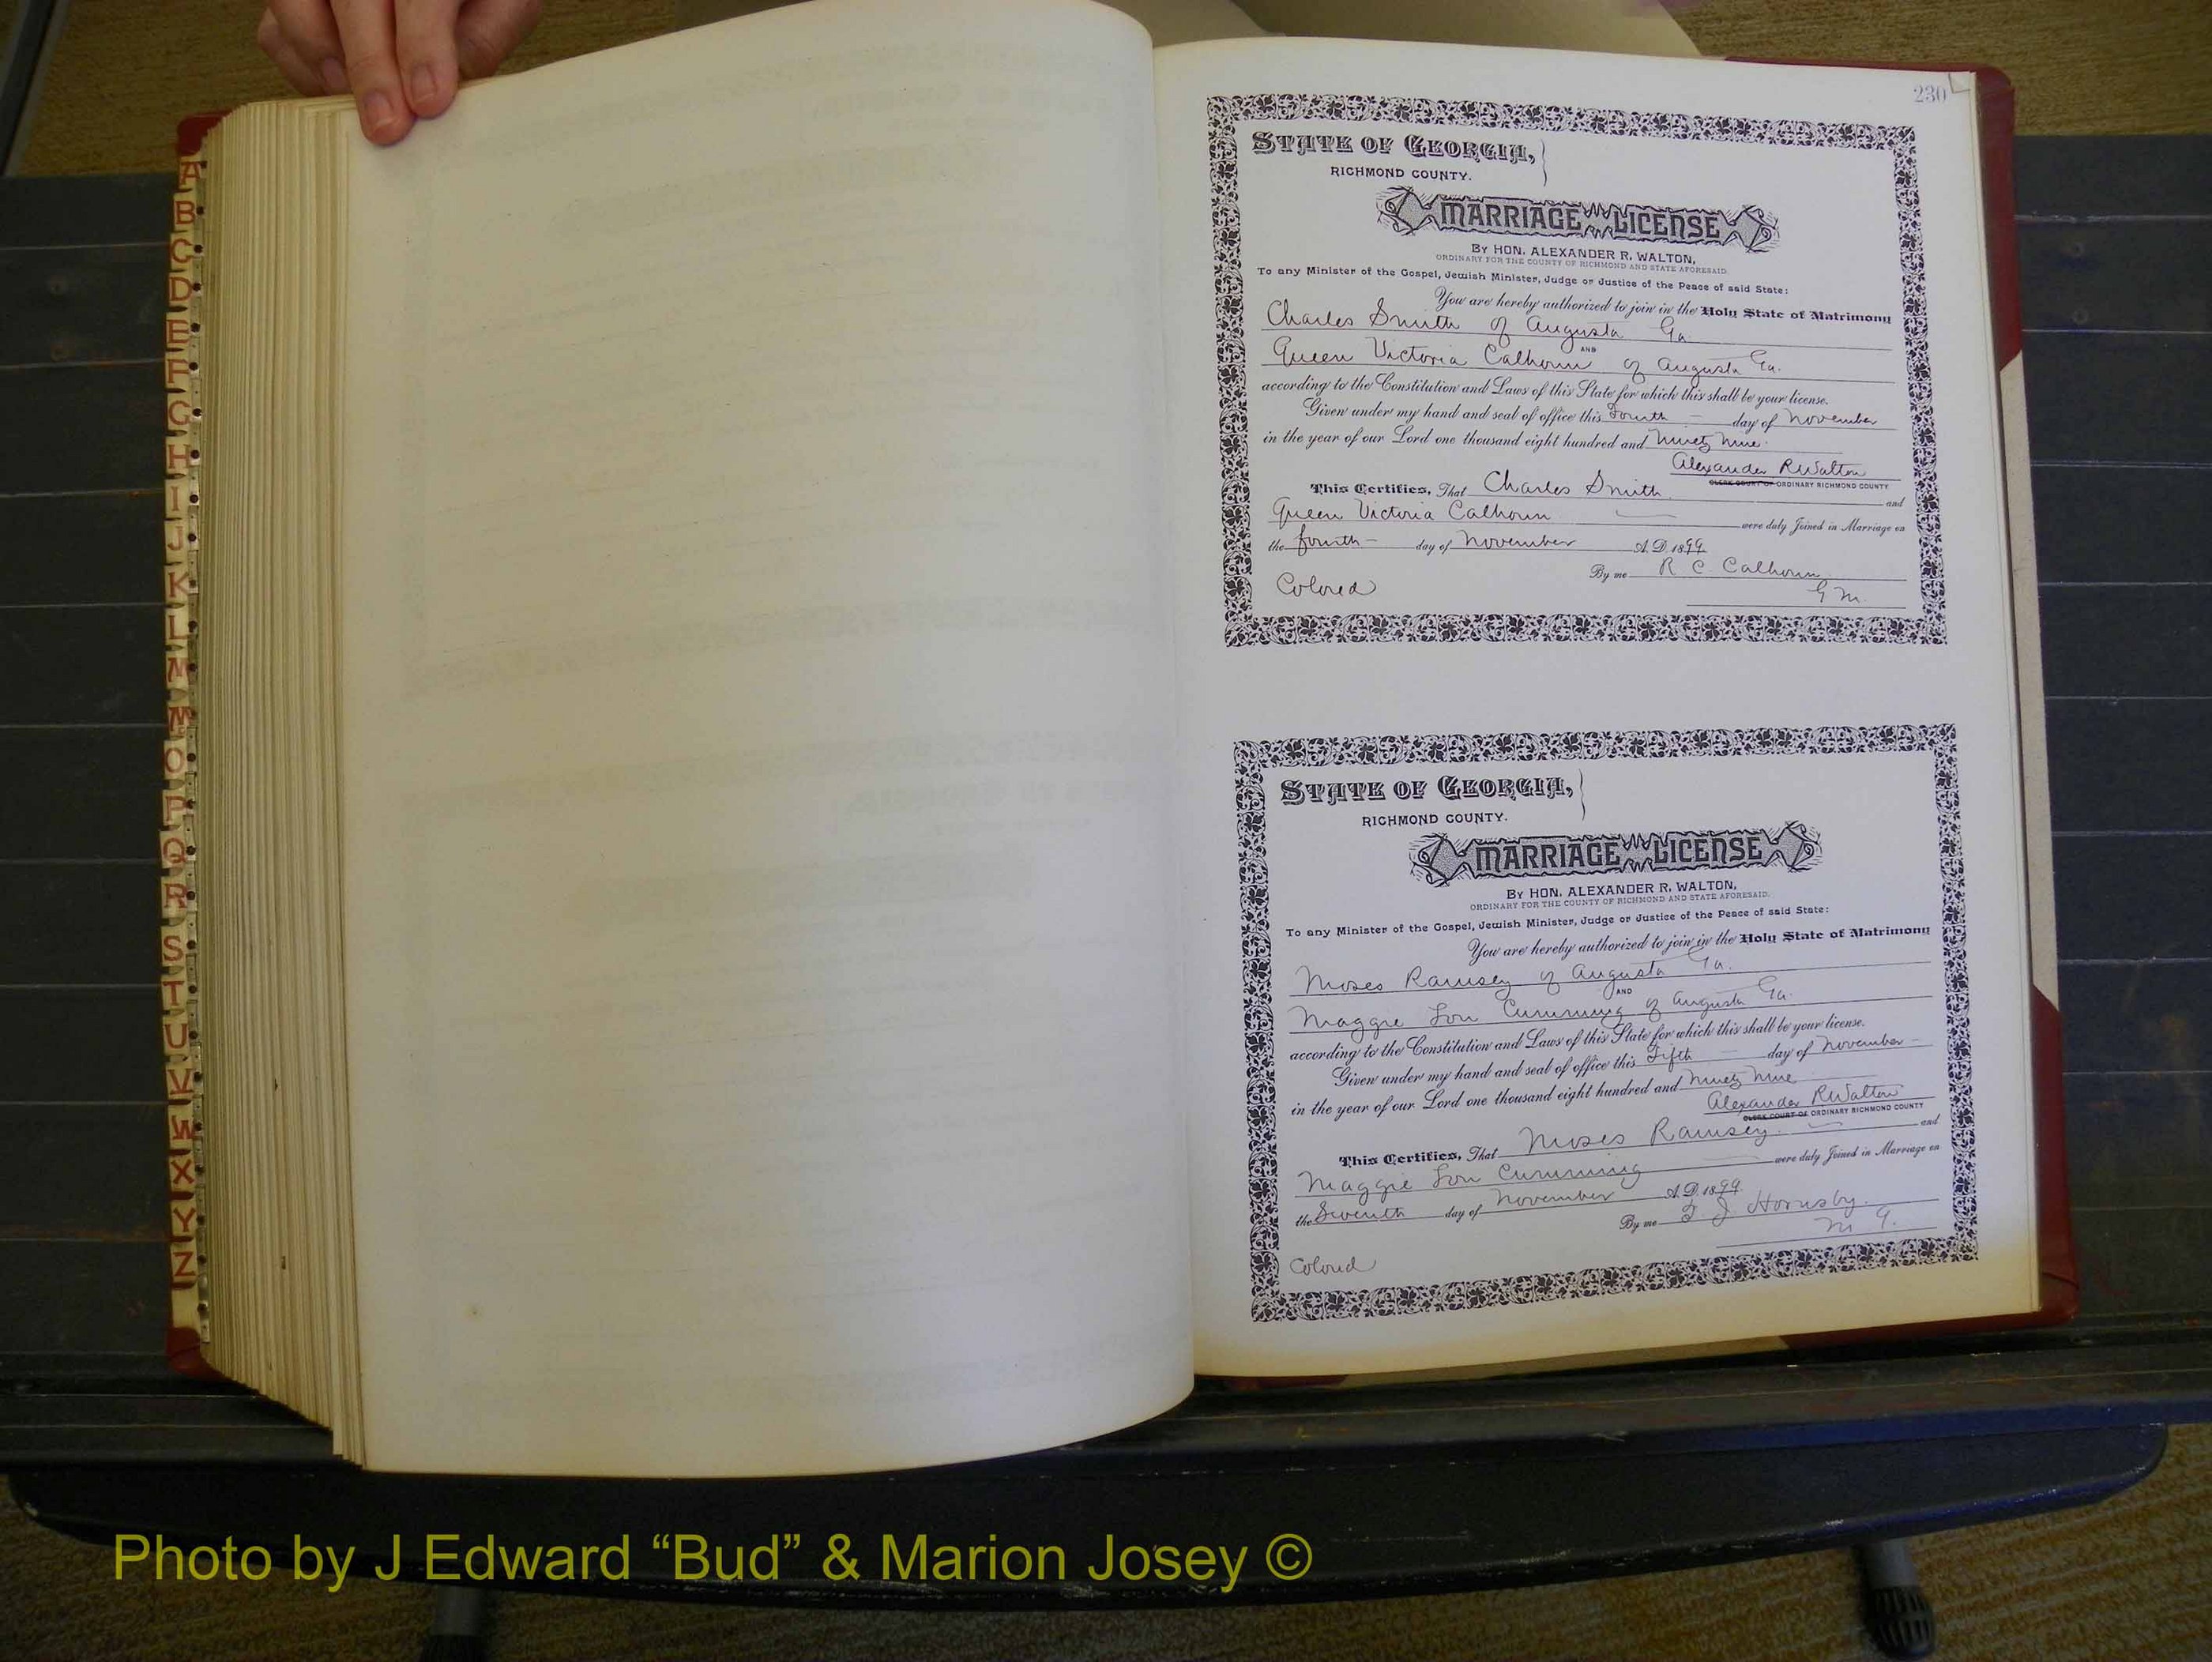 A
B
C
D
E
F
G
H
I
J
K
L
M
O
P
Q
R
S
T
U
V
W
X
Y
Z
230
STATE OF GEORGIA,
RICHMOND COUNTY.
MARRIAGE LICENSE
BY HON. ALEXANDER R. WALTON,
ORDINARY FOR THE COUNTY OF RICHMOND AND STATE AFORESAID.
To any Minister of the Gospel, Jewish Minister, Judge or Justice of the Peace of said State:
You are hereby authorized to join in the Holy State of Matrimony
Charles Smith of Augusta Ga.
AND
Queen Victoria Calhoun of Augusta Ga.
according to the Constitution and Laws of this State for which this shall be your license.
Given under my hand and seal of office this Fourth day of November
in the year of our Lord one thousand eight hundred and Ninety Nine.
Alexander R Walton
CLERK COURT OF ORDINARY RICHMOND COUNTY
This Certifies, That Charles Smith and
Queen Victoria Calhoun were duly Joined in Marriage on
the fourth day of November A.D. 1899
By me R C Calhoun
Colored
STATE OF GEORGIA,
RICHMOND COUNTY.
MARRIAGE LICENSE
BY HON. ALEXANDER R. WALTON,
ORDINARY FOR THE COUNTY OF RICHMOND AND STATE AFORESAID.
To any Minister of the Gospel, Jewish Minister, Judge or Justice of the Peace of said State:
You are hereby authorized to join in the Holy State of Matrimony
Moses Ramsey of Augusta Ga.
AND
Maggie Lou Cumming of Augusta Ga.
according to the Constitution and Laws of this State for which this shall be your license.
Given under my hand and seal of office this Fifth day of November
in the year of our Lord one thousand eight hundred and Ninety Nine
Alexander R Walton
CLERK COURT OF ORDINARY RICHMOND COUNTY
This Certifies, That Moses Ramsey and
Maggie Lou Cumming were duly Joined in Marriage on
the Seventh day of November A.D. 1899
By me T J Hornsby.
M G.
Colored
Photo by J Edward “Bud” & Marion Josey ©